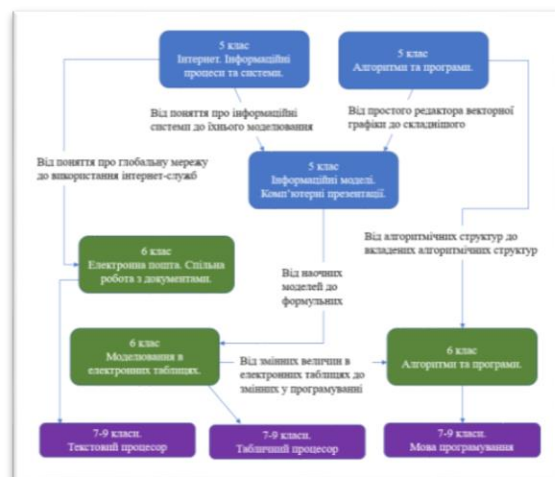 5 клас
Інтернет. Інформаційні
процеси та системи.
5 клас
Алгоритми та програми.
Від поняття про інформаційні
системи до їхнього моделювання
Від простого редактора векторної
графіки до складнішого
Від поняття про глобальну мережу
до використання інтернет-служб
5 клас
Інформаційні моделі.
Комп'ютерні презентації.
Від алгоритмічних структур до
вкладених алгоритмічних структур
6 клас
Електронна пошта. Спільна
робота з документами.
Від наочних
моделей до
формульних
6 клас
Моделювання в
електронних таблицях.
Від змінних величин в
електронних таблицях до
змінних у програмуванні
6 клас
Алгоритми та програми.
7-9 класи.
Текстовий процесор
7-9 класи.
Табличний процесор
7-9 класи.
Мова програмування